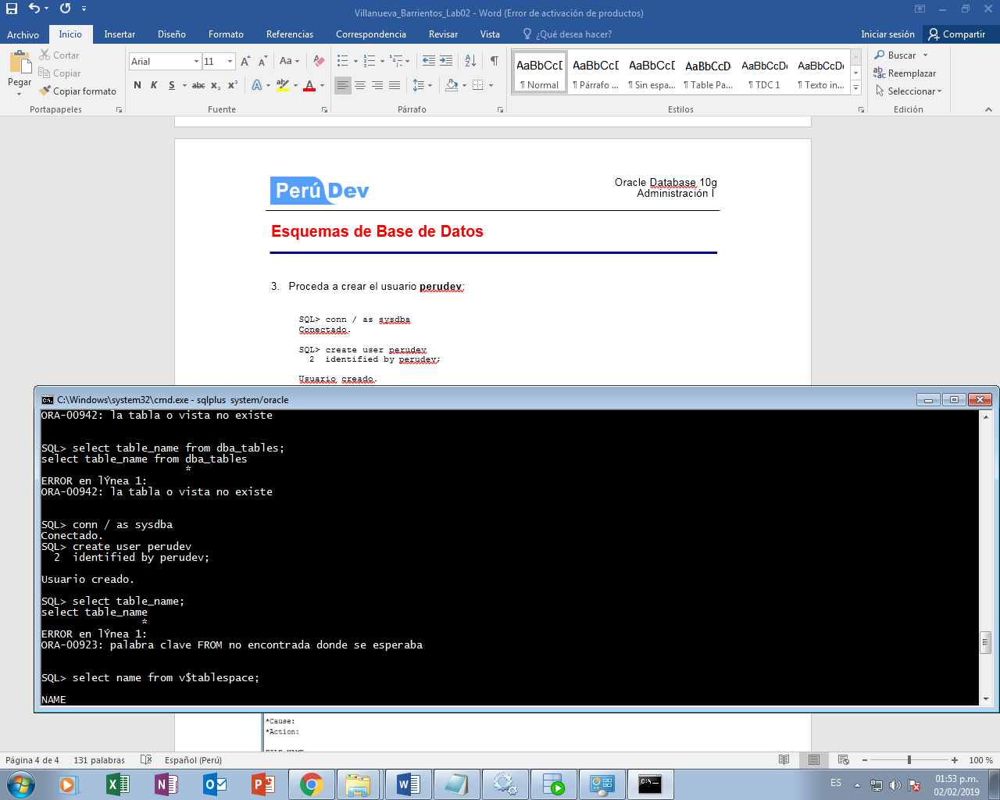 Villanueva_Barrientos_Lab02 - Word (Error de activación de productos)
Archivo Inicio Insertar Diseño Formato Referencias Correspondencia Revisar Vista ¿Qué desea hacer? Iniciar sesión Compartir
Pegar
Cortar
Copiar
Copiar formato
Portapapeles
Arial 11
Aa
N K S abc x₂ x²
A aby A
Fuente
Párrafo
AaBbCcI AaBbCcI AaBbCcI AaBbCcD AaBbCcDı AaBbCcDı
¶ Normal ¶ Párrafo ... ¶ Sin espa... ¶ Table Pa... ¶ TDC 1 ¶ Texto in...
Estilos
Buscar
Reemplazar
Seleccionar
Edición
Perú Dev
Oracle Database 10g
Administración I
Esquemas de Base de Datos
3. Proceda a crear el usuario perudev:
SQL> conn / as sysdba
Conectado.
SQL> create user perudev
2 identified by perudev;
Usuario creado.
C:\Windows\system32\cmd.exe - sqlplus system/oracle
ORA-00942: la tabla o vista no existe
SQL> select table_name from dba_tables;
select table_name from dba_tables
*
ERROR en lÝnea 1:
ORA-00942: la tabla o vista no existe
SQL> conn / as sysdba
Conectado.
SQL> create user perudev
2 identified by perudev;
Usuario creado.
SQL> select table_name;
select table_name
*
ERROR en lÝnea 1:
ORA-00923: palabra clave FROM no encontrada donde se esperaba
SQL> select name from v$tablespace;
NAME
*Cause:
*Action:
Página 4 de 4 131 palabras Español (Perú) 100 %
ES 01:53 p.m.
02/02/2019